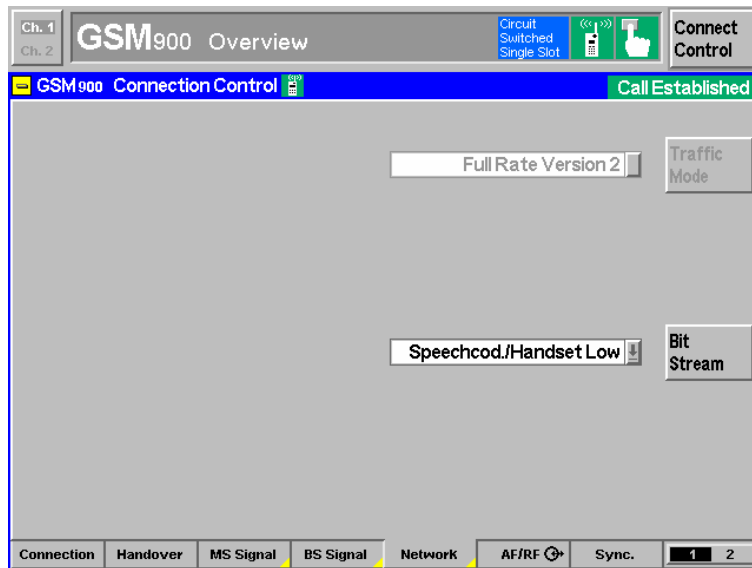 Ch. 1
Ch. 2
GSM900 Overview
Circuit
Switched
Single Slot
Connect
Control
GSM900 Connection Control
Call Established
Full Rate Version 2
Traffic
Mode
Speechcod./Handset Low
Bit
Stream
Connection Handover MS Signal BS Signal Network AF/RF Sync. 1 2